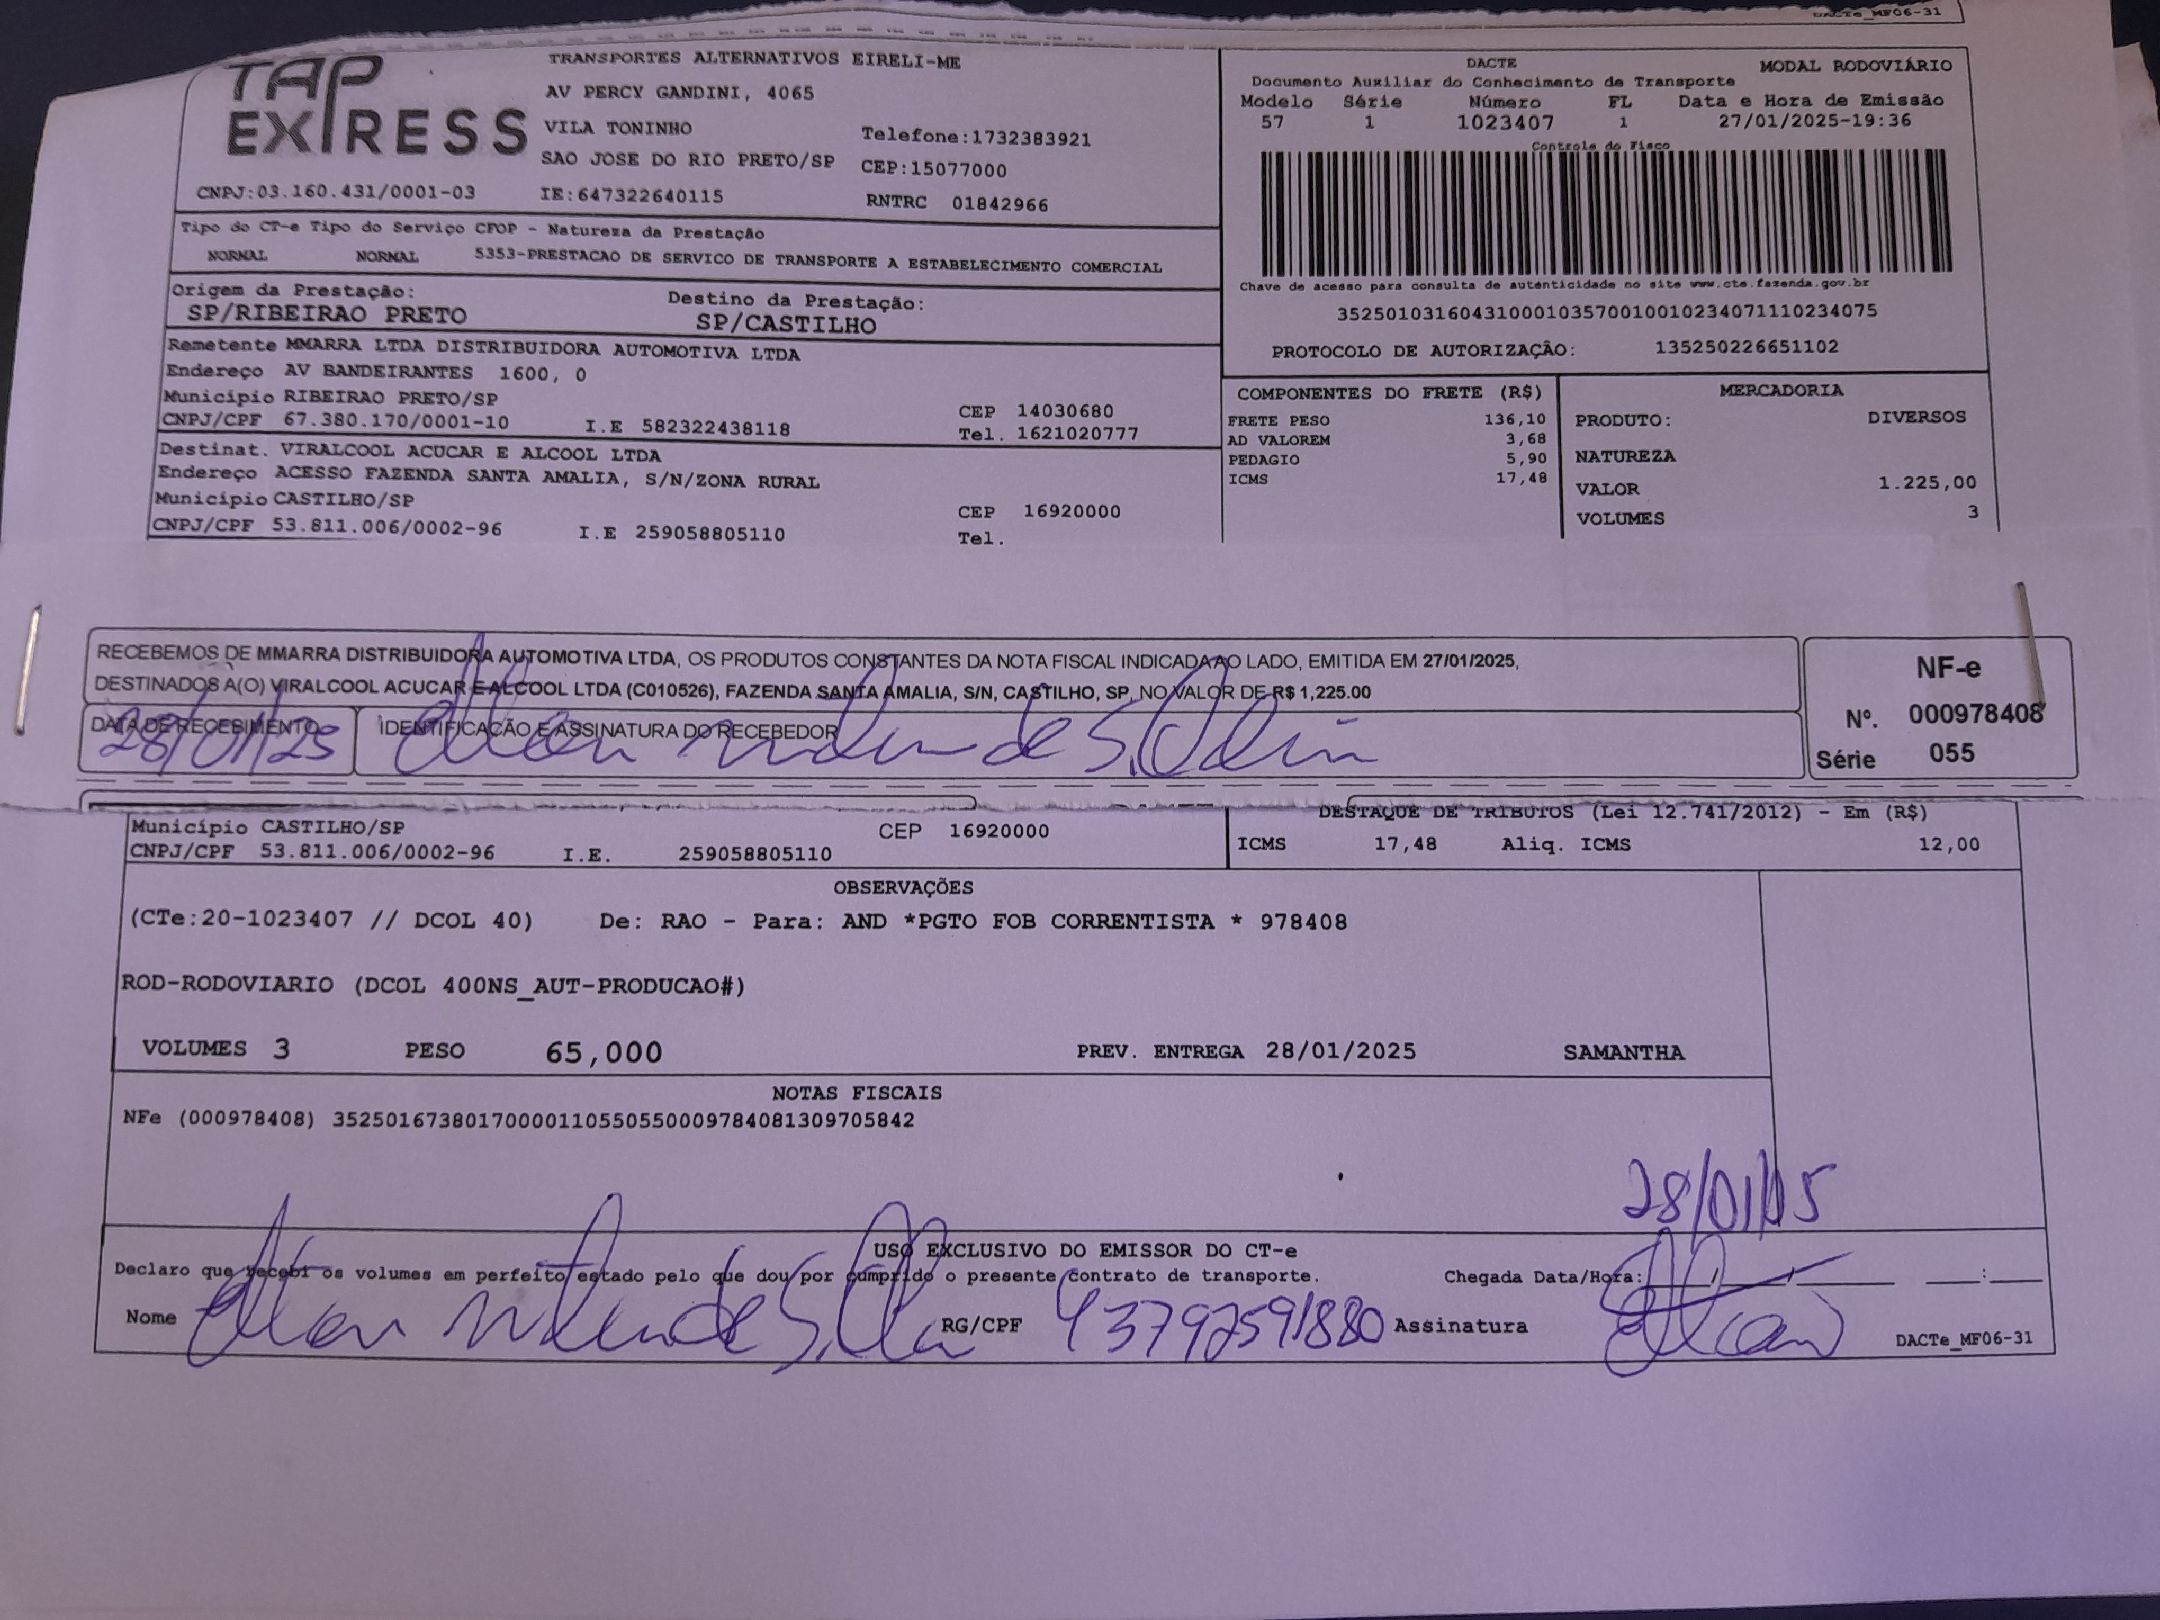 DACTe_MF06-31
TAP EXPRESS
TRANSPORTES ALTERNATIVOS EIRELI-ME
AV PERCY GANDINI, 4065
VILA TONINHO Telefone:1732383921
SAO JOSE DO RIO PRETO/SP CEP:15077000
CNPJ:03.160.431/0001-03 IE:647322640115 RNTRC 01842966
DACTE MODAL RODOVIÁRIO
Documento Auxiliar do Conhecimento de Transporte
Modelo Série Número FL Data e Hora de Emissão
57 1 1023407 1 27/01/2025-19:36
Controle do Fisco
Chave de acesso para consulta de autenticidade no site www.cte.fazenda.gov.br
35250103160431000103570010010234071110234075
PROTOCOLO DE AUTORIZAÇÃO: 135250226651102
Tipo do CT-e Tipo do Serviço CFOP - Natureza da Prestação
NORMAL NORMAL 5353-PRESTACAO DE SERVICO DE TRANSPORTE A ESTABELECIMENTO COMERCIAL
Origem da Prestação: Destino da Prestação:
SP/RIBEIRAO PRETO SP/CASTILHO
Remetente MMARRA LTDA DISTRIBUIDORA AUTOMOTIVA LTDA
Endereço AV BANDEIRANTES 1600, 0
Município RIBEIRAO PRETO/SP CEP 14030680
CNPJ/CPF 67.380.170/0001-10 I.E 582322438118 Tel. 1621020777
Destinat. VIRALCOOL ACUCAR E ALCOOL LTDA
Endereço ACESSO FAZENDA SANTA AMALIA, S/N/ZONA RURAL
Município CASTILHO/SP CEP 16920000
CNPJ/CPF 53.811.006/0002-96 I.E 259058805110 Tel.
COMPONENTES DO FRETE (R$)
FRETE PESO 136,10
AD VALOREM 3,68
PEDAGIO 5,90
ICMS 17,48
MERCADORIA
PRODUTO: DIVERSOS
NATUREZA
VALOR 1.225,00
VOLUMES 3
RECEBEMOS DE MMARRA DISTRIBUIDORA AUTOMOTIVA LTDA, OS PRODUTOS CONSTANTES DA NOTA FISCAL INDICADA AO LADO, EMITIDA EM 27/01/2025,
DESTINADOS A(O) VIRALCOOL ACUCAR E ALCOOL LTDA (C010526), FAZENDA SANTA AMALIA, S/N, CASTILHO, SP, NO VALOR DE R$ 1,225.00
DATA DE RECEBIMENTO IDENTIFICAÇÃO E ASSINATURA DO RECEBEDOR
28/01/25
NF-e
Nº. 000978408
Série 055
Município CASTILHO/SP CEP 16920000
CNPJ/CPF 53.811.006/0002-96 I.E. 259058805110
DESTAQUE DE TRIBUTOS (Lei 12.741/2012) - Em (R$)
ICMS 17,48 Aliq. ICMS 12,00
OBSERVAÇÕES
(CTe:20-1023407 // DCOL 40) De: RAO - Para: AND *PGTO FOB CORRENTISTA * 978408
ROD-RODOVIARIO (DCOL 400NS_AUT-PRODUCAO#)
VOLUMES 3 PESO 65,000 PREV. ENTREGA 28/01/2025 SAMANTHA
NOTAS FISCAIS
NFe (000978408) 35250167380170000110550550009784081309705842
USO EXCLUSIVO DO EMISSOR DO CT-e
Declaro que recebi os volumes em perfeito estado pelo que dou por cumprido o presente contrato de transporte. Chegada Data/Hora:
Nome RG/CPF 43792591880 Assinatura
DACTe_MF06-31